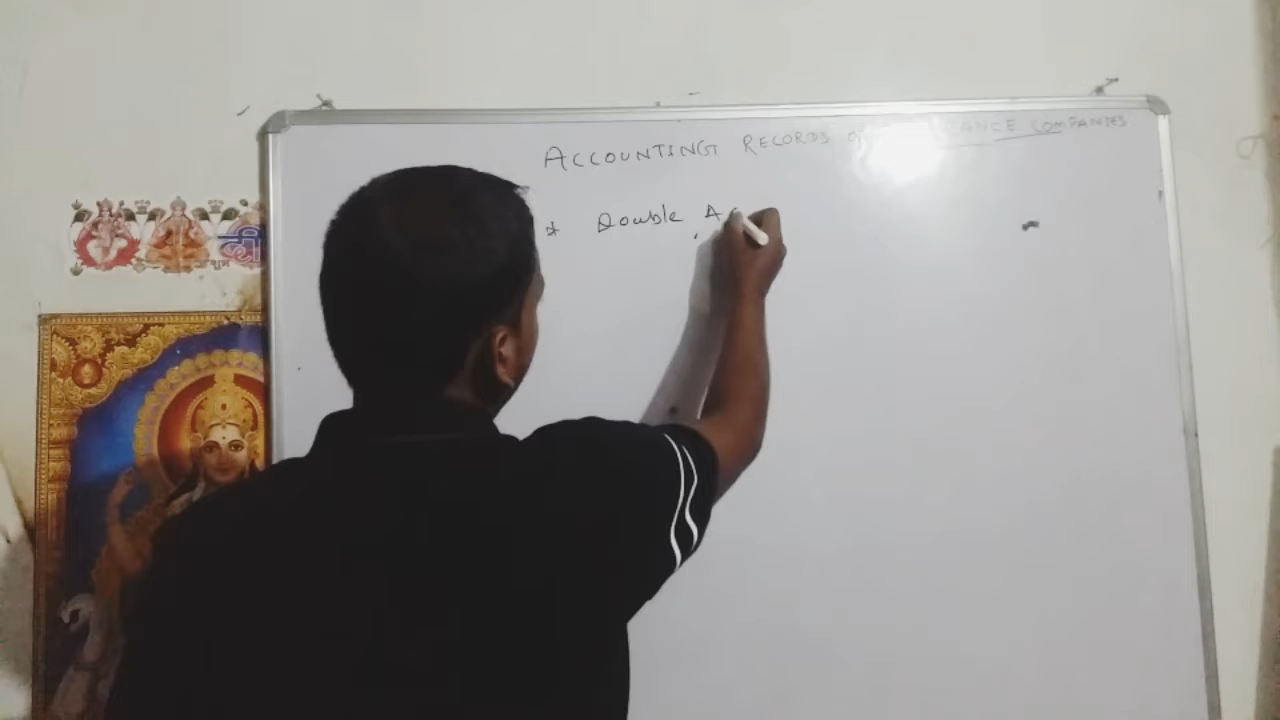 ACCOUNTING RECORDS COMPANIES
* Double A
दी
शुभ